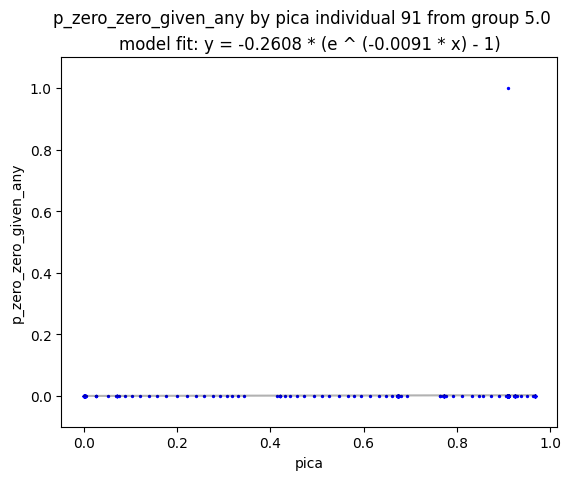 p_zero_zero_given_any by pica individual 91 from group 5.0
model fit: y = -0.2608 * (e ^ (-0.0091 * x) - 1)
1.0
0.8
0.6
0.4
0.2
0.0
p_zero_zero_given_any
0.0 0.2 0.4 0.6 0.8 1.0
pica